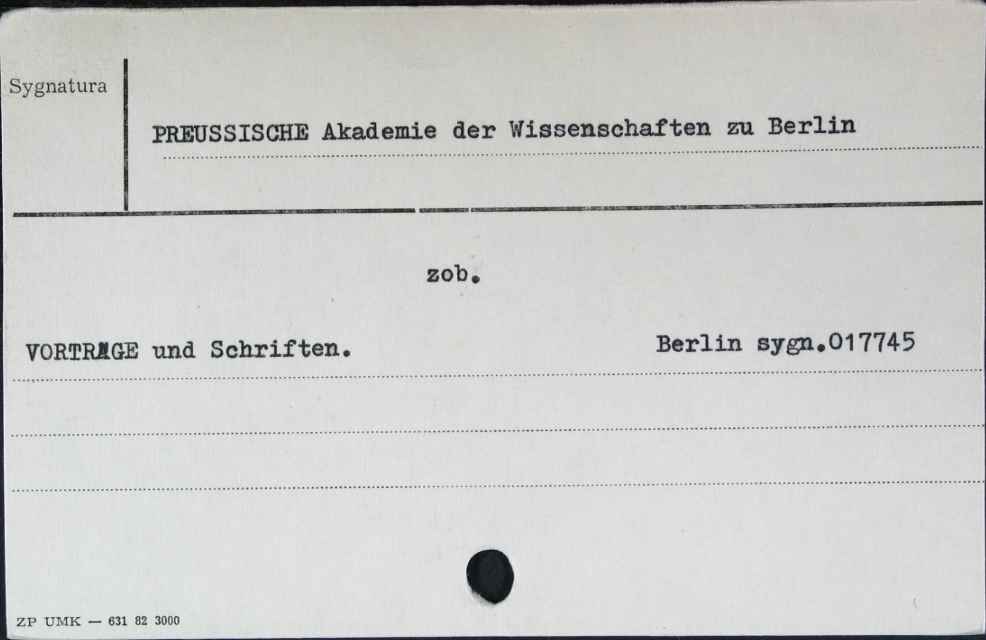 Sygnatura
PREUSSISCHE Akademie der Wissenschaften zu Berlin
zob.
VORTRÄGE und Schriften. Berlin sygn.017745
ZP UMK — 631 82 3000